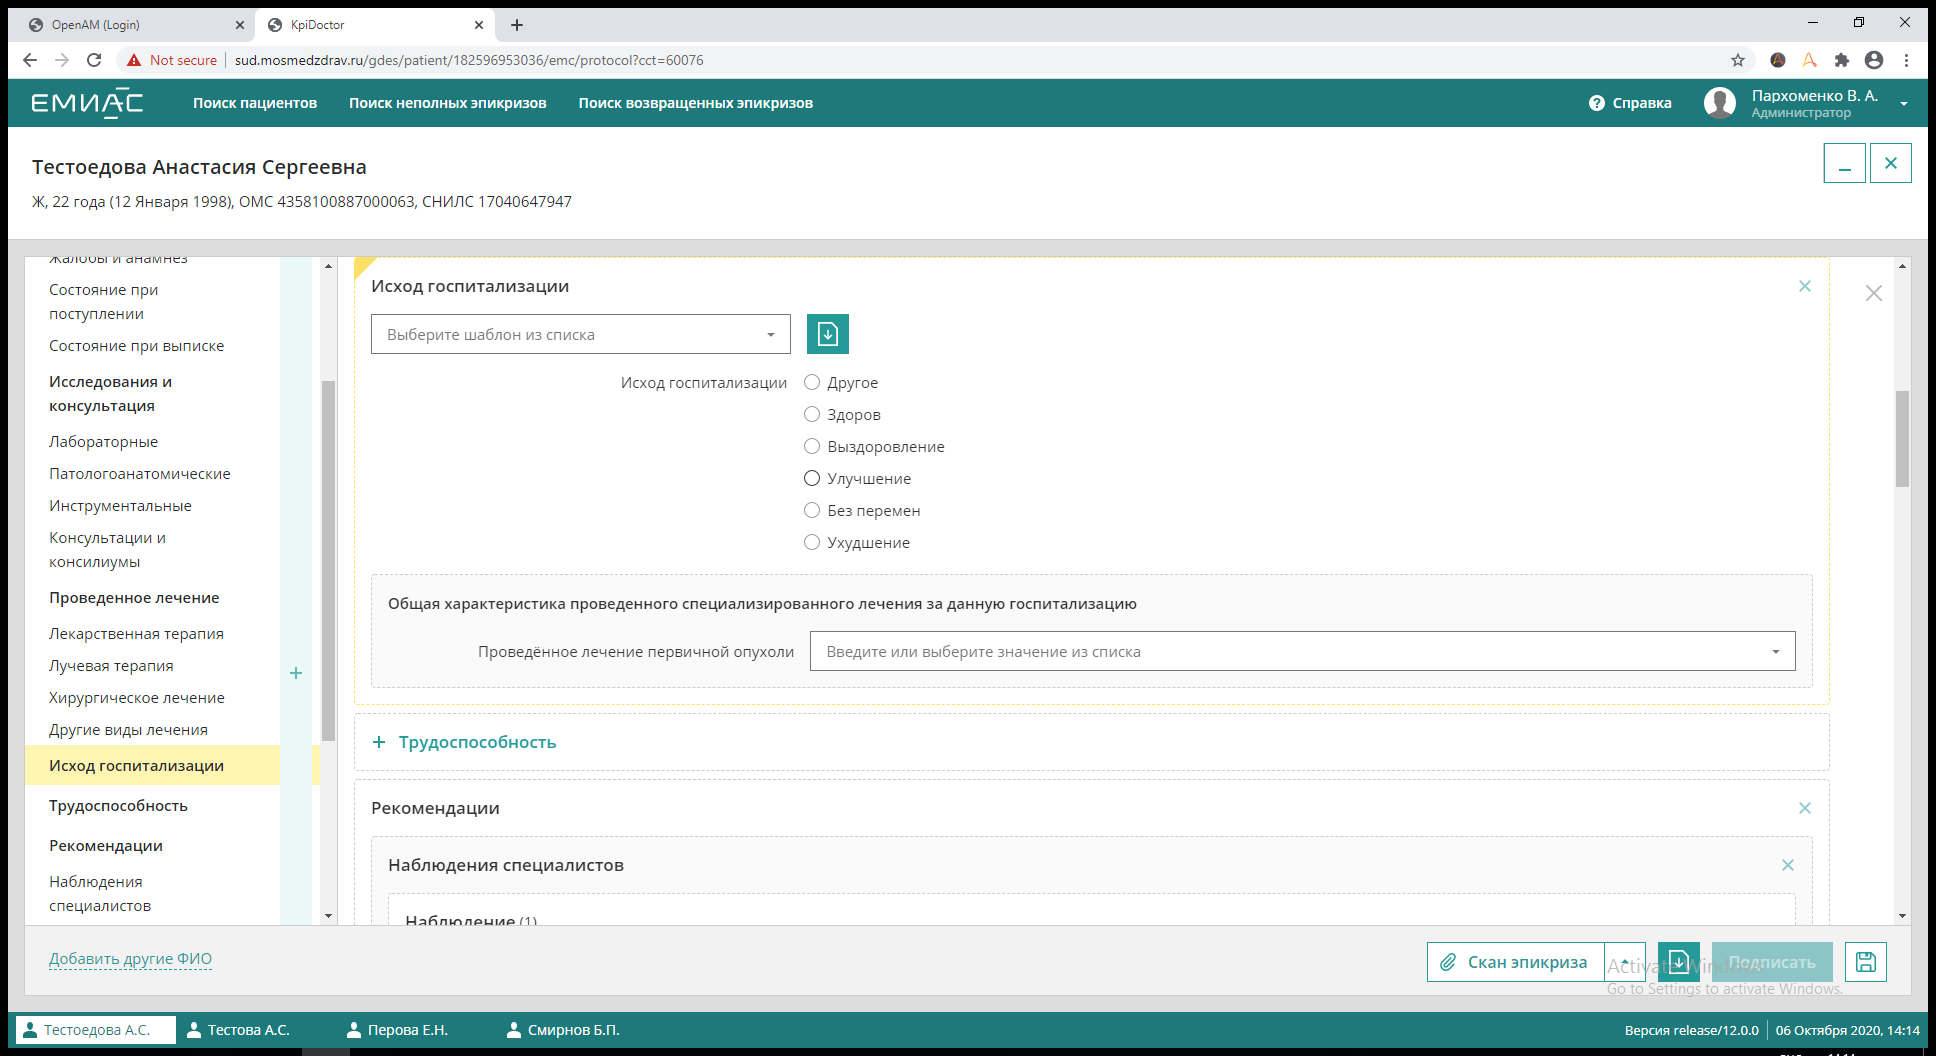 OpenAM (Login)
KpiDoctor
Not secure
sud.mosmedzdrav.ru/gdes/patient/182596953036/emc/protocol?cct=60076
ЕМИАС
Поиск пациентов
Поиск неполных эпикризов
Поиск возвращенных эпикризов
? Справка
Пархоменко В. А.
Администратор
Тестоедова Анастасия Сергеевна
Ж, 22 года (12 Января 1998), ОМС 4358100887000063, СНИЛС 17040647947
Жалобы и анамнез
Состояние при
поступлении
Состояние при выписке
Исследования и
консультация
Лабораторные
Патологоанатомические
Инструментальные
Консультации и
консилиумы
Проведенное лечение
Лекарственная терапия
Лучевая терапия
Хирургическое лечение
Другие виды лечения
Исход госпитализации
Трудоспособность
Рекомендации
Наблюдения
специалистов
Исход госпитализации
Выберите шаблон из списка
Исход госпитализации
Другое
Здоров
Выздоровление
Улучшение
Без перемен
Ухудшение
Общая характеристика проведенного специализированного лечения за данную госпитализацию
Проведённое лечение первичной опухоли
Введите или выберите значение из списка
+ Трудоспособность
Рекомендации
Наблюдения специалистов
Наблюдение (1)
Добавить другие ФИО
Скан эпикриза
Подписать
Activate Windows
Go to Settings to activate Windows.
Тестоедова А.С.
Тестова А.С.
Перова Е.Н.
Смирнов Б.П.
Версия release/12.0.0
06 Октября 2020, 14:14